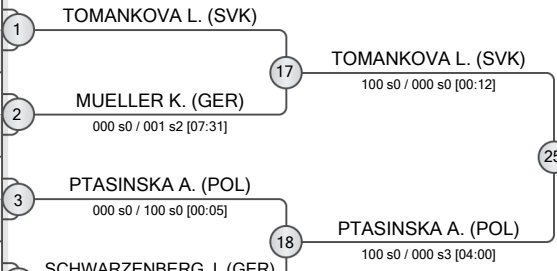 TOMANKOVA L. (SVK)
1
17
TOMANKOVA L. (SVK)
100 s0 / 000 s0 [00:12]
MUELLER K. (GER)
2
000 s0 / 001 s2 [07:31]
25
PTASINSKA A. (POL)
3
000 s0 / 100 s0 [00:05]
18
PTASINSKA A. (POL)
100 s0 / 000 s3 [04:00]
SCHWARZENBERG J. (GER)